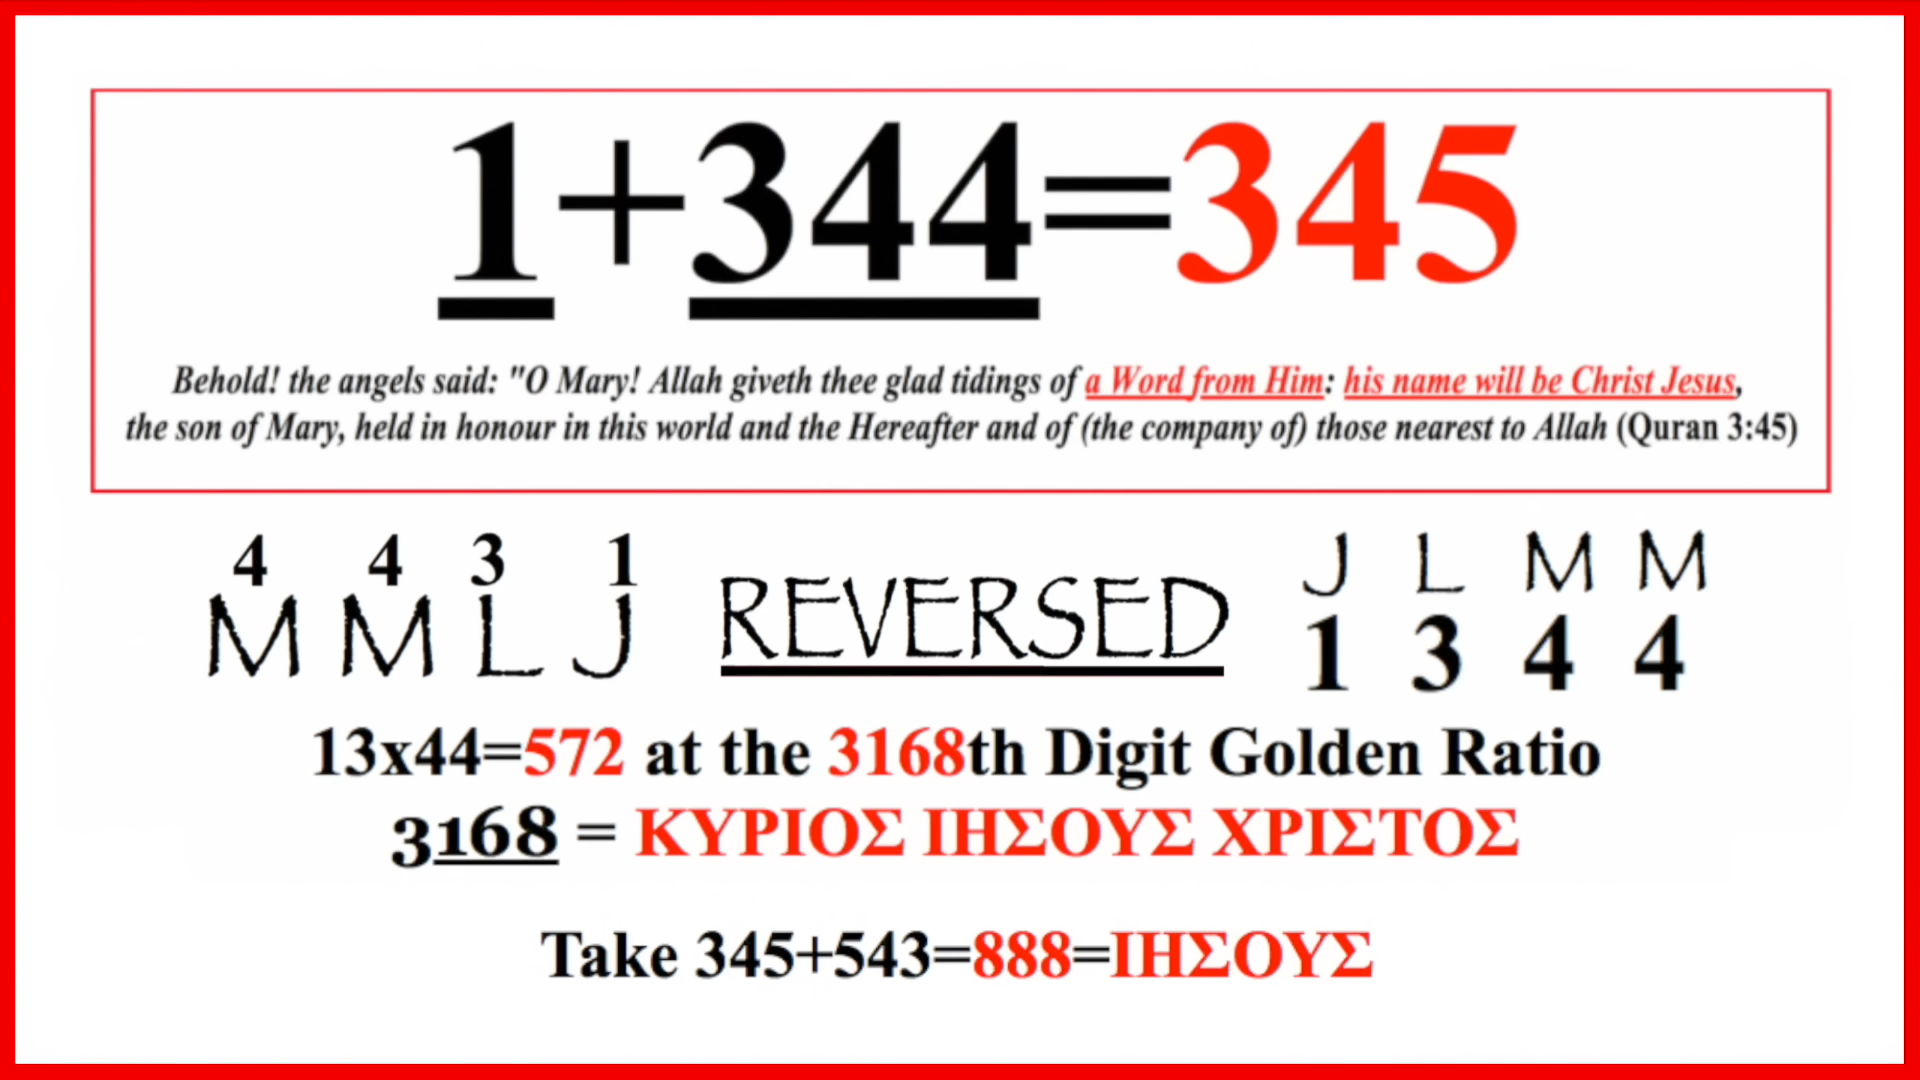 1+344=345
Behold! the angels said: "O Mary! Allah giveth thee glad tidings of a Word from Him: his name will be Christ Jesus,
the son of Mary, held in honour in this world and the Hereafter and of (the company of) those nearest to Allah (Quran 3:45)
4 4 3 1
M M L J
REVERSED
J L M M
1 3 4 4
13x44=572 at the 3168th Digit Golden Ratio
3168 = ΚΥΡΙΟΣ ΙΗΣΟΥΣ ΧΡΙΣΤΟΣ
Take 345+543=888=ΙΗΣΟΥΣ